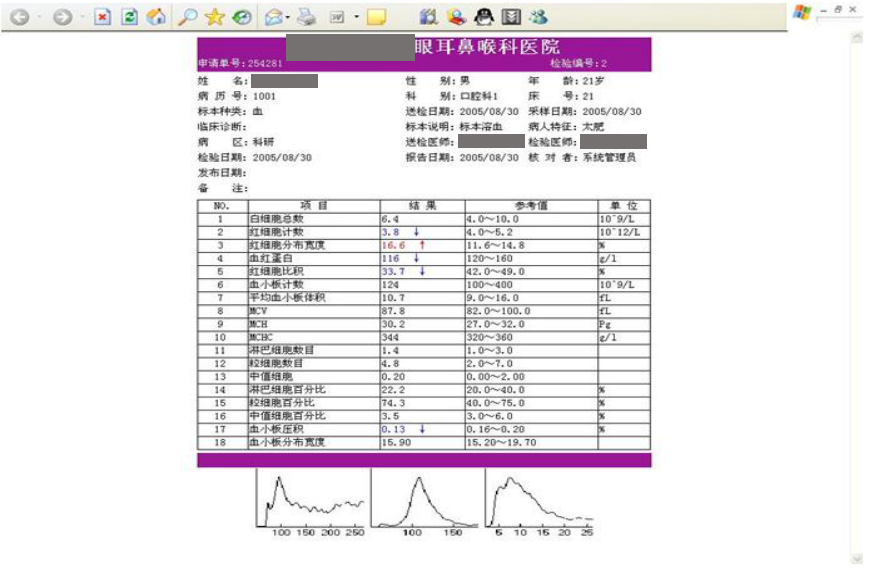 眼耳鼻喉科医院
申请单号:254281 检验编号:2
姓 名: 性 别:男 年 龄:21岁
病 历 号:1001 科 别:口腔科1 床 号:21
标本种类:血 送检日期:2005/08/30 采样日期:2005/08/30
临床诊断: 标本说明:标本溶血 病人特征:太肥
病 区:科研 送检医师: 检验医师:
检验日期:2005/08/30 报告日期:2005/08/30 核 对 者:系统管理员
发布日期:
备 注:
NO. 项 目 结 果 参考值 单 位
1 白细胞总数 6.4 4.0～10.0 10^9/L
2 红细胞计数 3.8 ↓ 4.0～5.2 10^12/L
3 红细胞分布宽度 16.6 ↑ 11.6～14.8 %
4 血红蛋白 116 ↓ 120～160 g/l
5 红细胞比积 33.7 ↓ 42.0～49.0 %
6 血小板计数 124 100～400 10^9/L
7 平均血小板体积 10.7 9.0～16.0 fL
8 MCV 87.8 82.0～100.0 fL
9 MCH 30.2 27.0～32.0 Pg
10 MCHC 344 320～360 g/l
11 淋巴细胞数目 1.4 1.0～3.0
12 粒细胞数目 4.8 2.0～7.0
13 中值细胞 0.20 0.00～2.00
14 淋巴细胞百分比 22.2 20.0～40.0 %
15 粒细胞百分比 74.3 40.0～75.0 %
16 中值细胞百分比 3.5 3.0～6.0 %
17 血小板压积 0.13 ↓ 0.16～0.20 %
18 血小板分布宽度 15.90 15.20～19.70
100 150 200 250 100 150 5 10 15 20 25